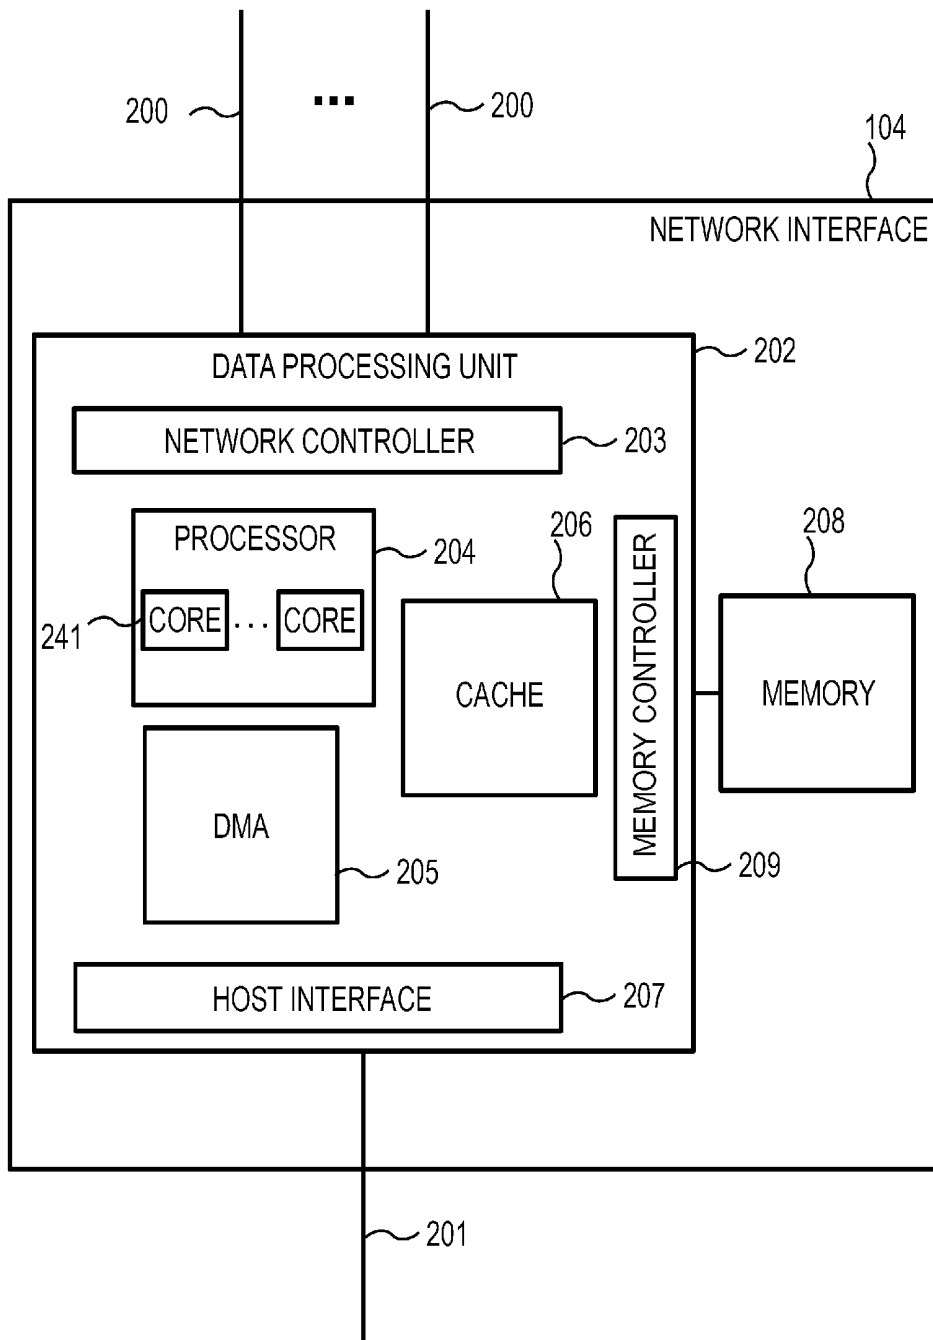 200
...
200
104
NETWORK INTERFACE
202
DATA PROCESSING UNIT
NETWORK CONTROLLER
203
PROCESSOR
204
206
208
241
CORE ... CORE
MEMORY CONTROLLER
CACHE
MEMORY
DMA
205
209
HOST INTERFACE
207
201